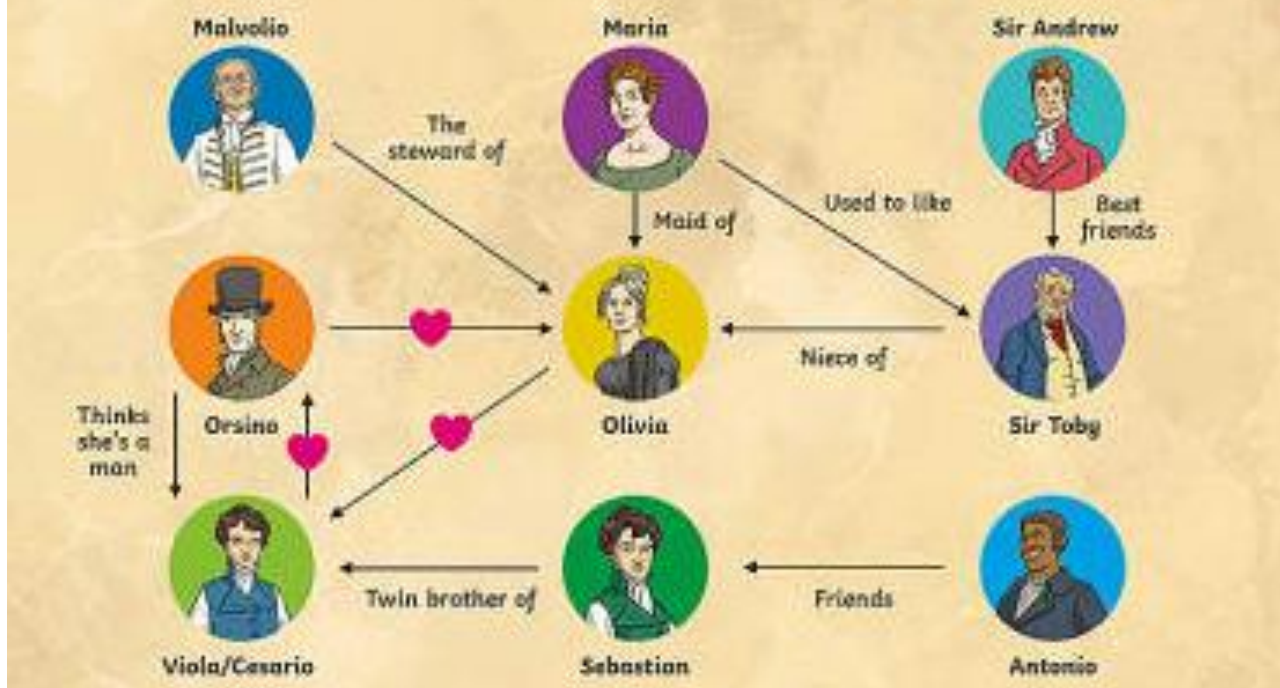 Malvolio
Maria
Sir Andrew
The
steward of
Maid of
Used to like
Best
friends
Niece of
Thinks
she's a
man
Orsino
Olivia
Sir Toby
Twin brother of
Friends
Viola/Cesario
Sebastian
Antonio